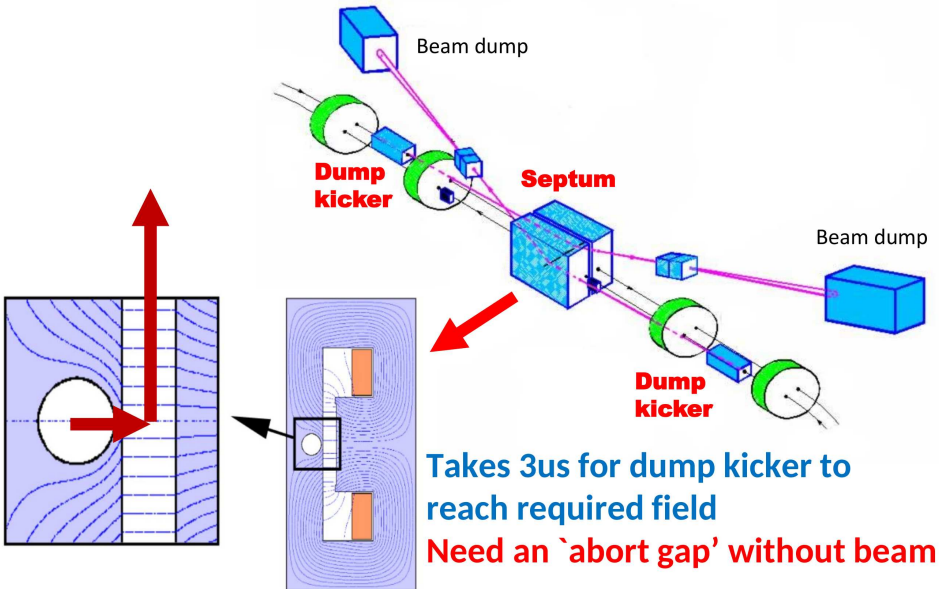 Beam dump
Dump
kicker
Septum
Beam dump
Dump
kicker
Takes 3us for dump kicker to
reach required field
Need an `abort gap’ without beam